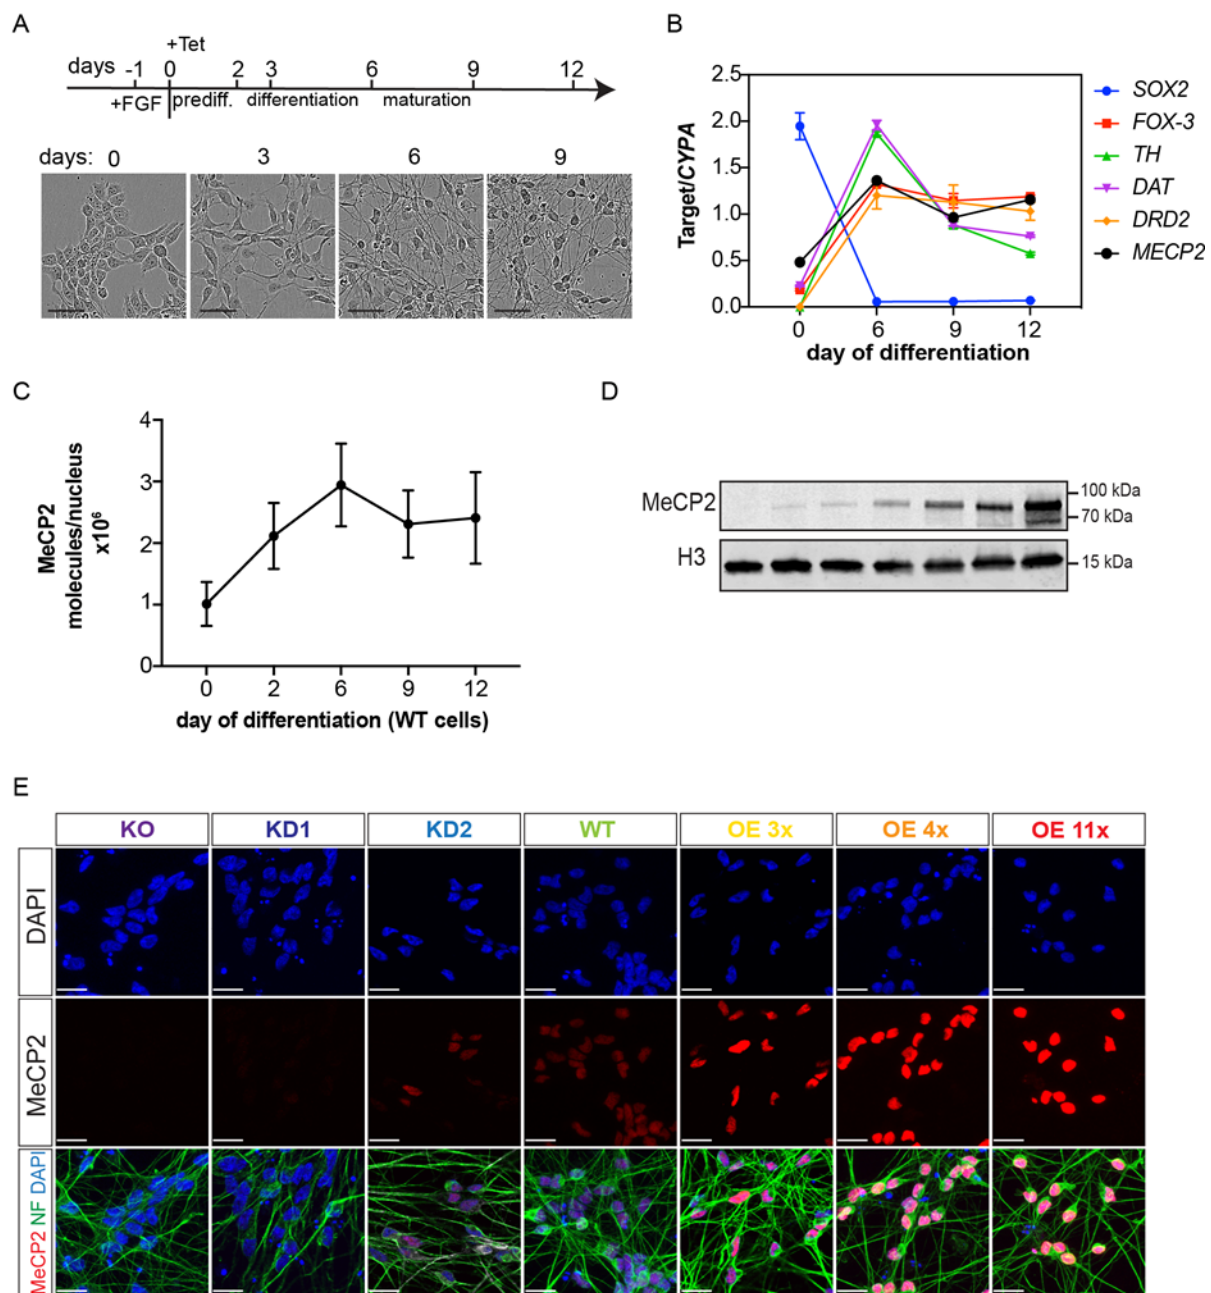 A
+Tet
days -1 0 2 3 6 9 12
+FGF prediff. differentiation maturation
days: 0 3 6 9
B
2.5
2.0
1.5
1.0
0.5
0.0
Target/CYPA
0 6 9 12
day of differentiation
SOX2
FOX-3
TH
DAT
DRD2
MECP2
C
MeCP2
molecules/nucleus
x10⁶
4
3
2
1
0
0 2 6 9 12
day of differentiation (WT cells)
D
MeCP2
100 kDa
70 kDa
H3
15 kDa
E
KO KD1 KD2 WT OE 3x OE 4x OE 11x
DAPI
MeCP2
MeCP2 NF DAPI